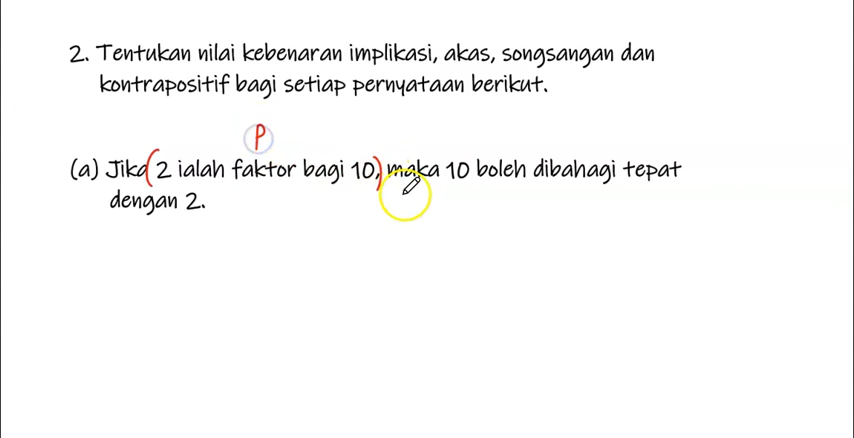 2. Tentukan nilai kebenaran implikasi, akas, songsangan dan
kontrapositif bagi setiap pernyataan berikut.
P
(a) Jika (2 ialah faktor bagi 10,) maka 10 boleh dibahagi tepat
dengan 2.